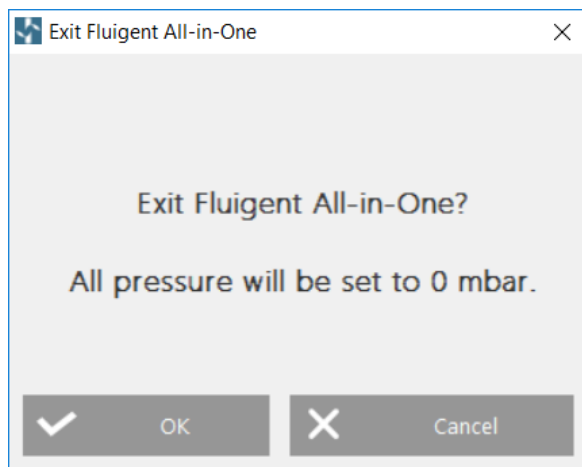 Exit Fluigent All-in-One
Exit Fluigent All-in-One?
All pressure will be set to 0 mbar.
OK
Cancel